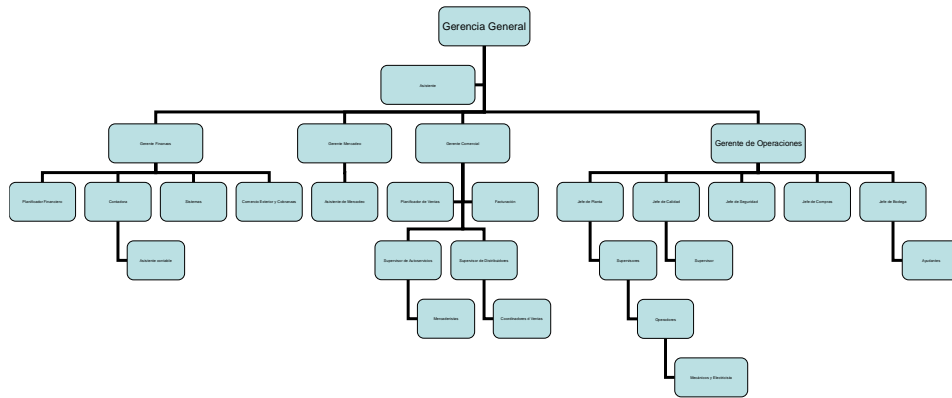 Gerencia General
Asistente
Gerente Finanzas
Gerente Mercadeo
Gerente Comercial
Gerente de Operaciones
Planificador Financiero
Contadora
Sistemas
Comercio Exterior y Cobranzas
Asistente de Mercadeo
Planificador de Ventas
Facturación
Jefe de Planta
Jefe de Calidad
Jefe de Seguridad
Jefe de Compras
Jefe de Bodega
Asistente contable
Supervisor de Autoservicios
Supervisor de Distribuidores
Supervisores
Supervisor
Ayudantes
Mercaderistas
Coordinadores d Ventas
Operadores
Mecánicos y Electricista